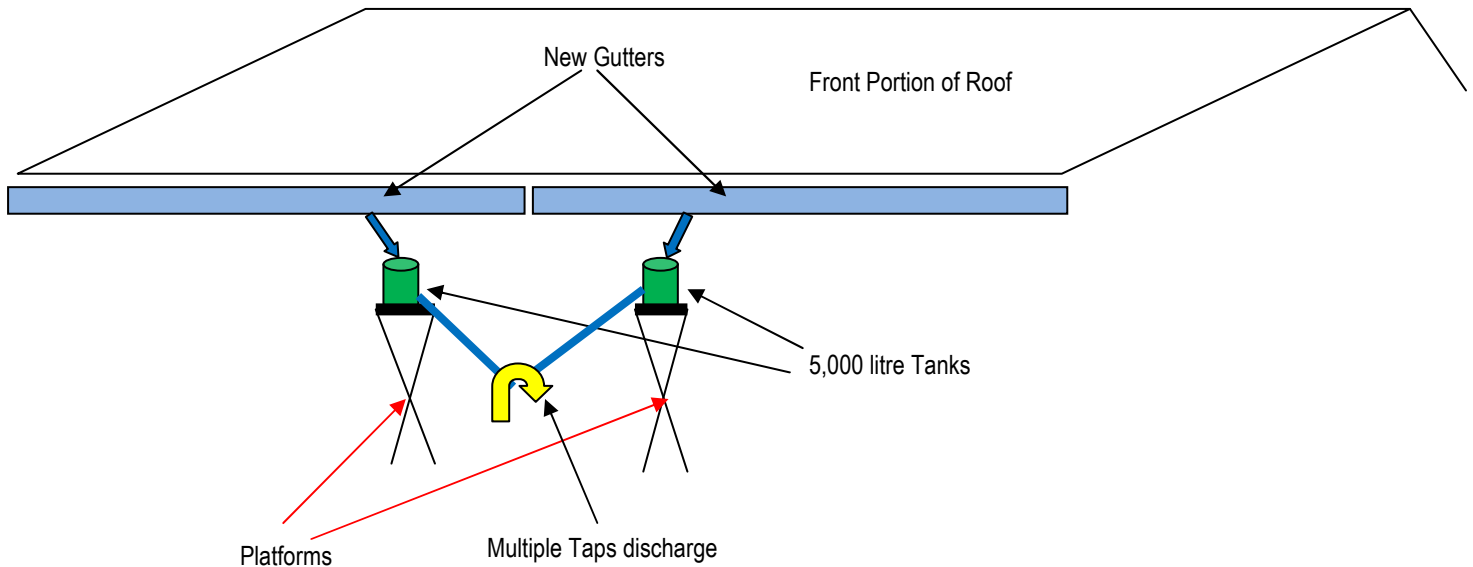 New Gutters
Front Portion of Roof
5,000 litre Tanks
Multiple Taps discharge
Platforms